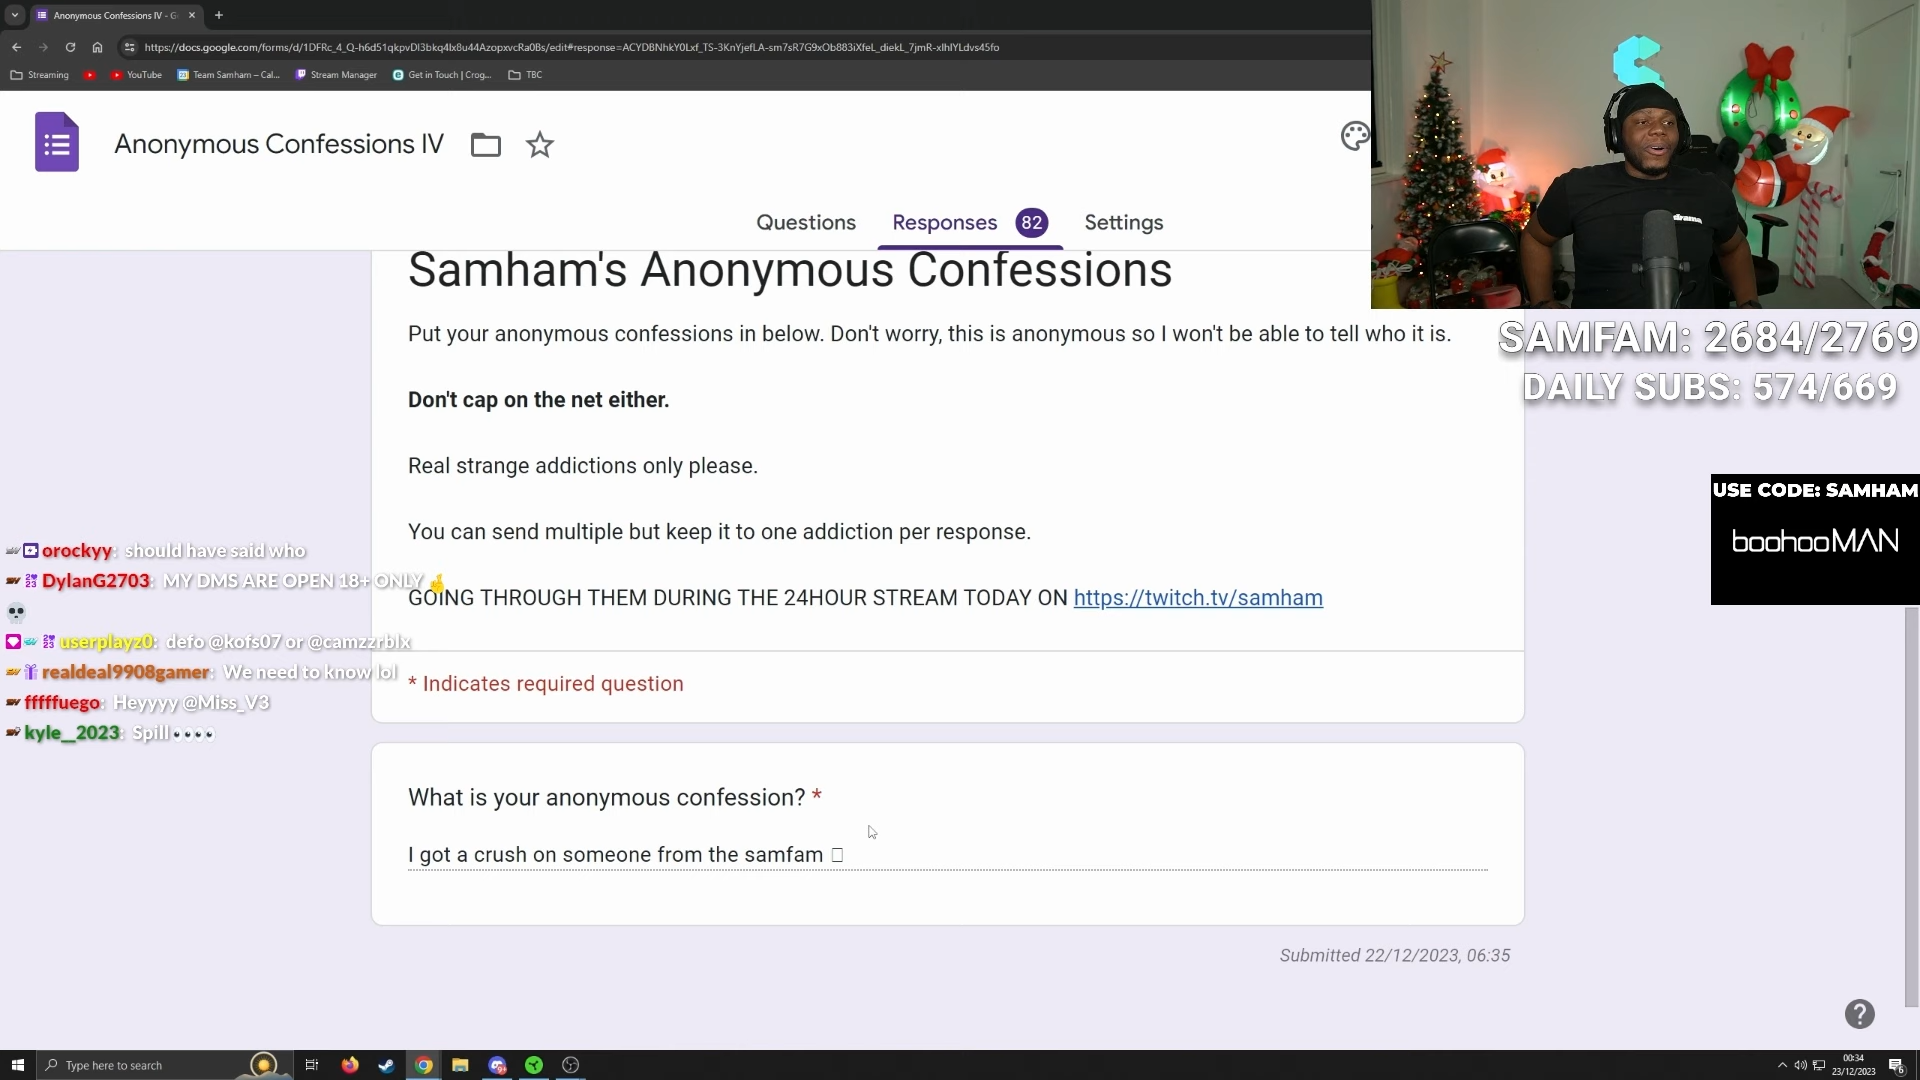 Anonymous Confessions IV - G
https://docs.google.com/forms/d/
Streaming
YouTube
Team Samham – Cal...
Stream Manager
Get in Touch | Crog...
TBC
Anonymous Confessions IV
Questions
Responses
82
Settings
drama
Samham's Anonymous Confessions
Put your anonymous confessions in below. Don't worry, this is anonymous so I won't be able to tell who it is.
SAMFAM: 2684/2769
DAILY SUBS: 574/669
Don't cap on the net either.
Real strange addictions only please.
USE CODE: SAMHAM
boohooMAN
You can send multiple but keep it to one addiction per response.
orockyy: should have said who
DylanG2703: MY DMS ARE OPEN 18+ ONLY 🤞
💀
GOING THROUGH THEM DURING THE 24HOUR STREAM TODAY ON https://twitch.tv/samham
userplayz0: defo @kofs07 or @camzzrblx
realdeal9908gamer: We need to know lol
* Indicates required question
fffffuego: Heyyyy @Miss_V3
kyle__2023: Spill 👀👀
What is your anonymous confession? *
I got a crush on someone from the samfam
Submitted 22/12/2023, 06:35
Type here to search
00:34
23/12/2023